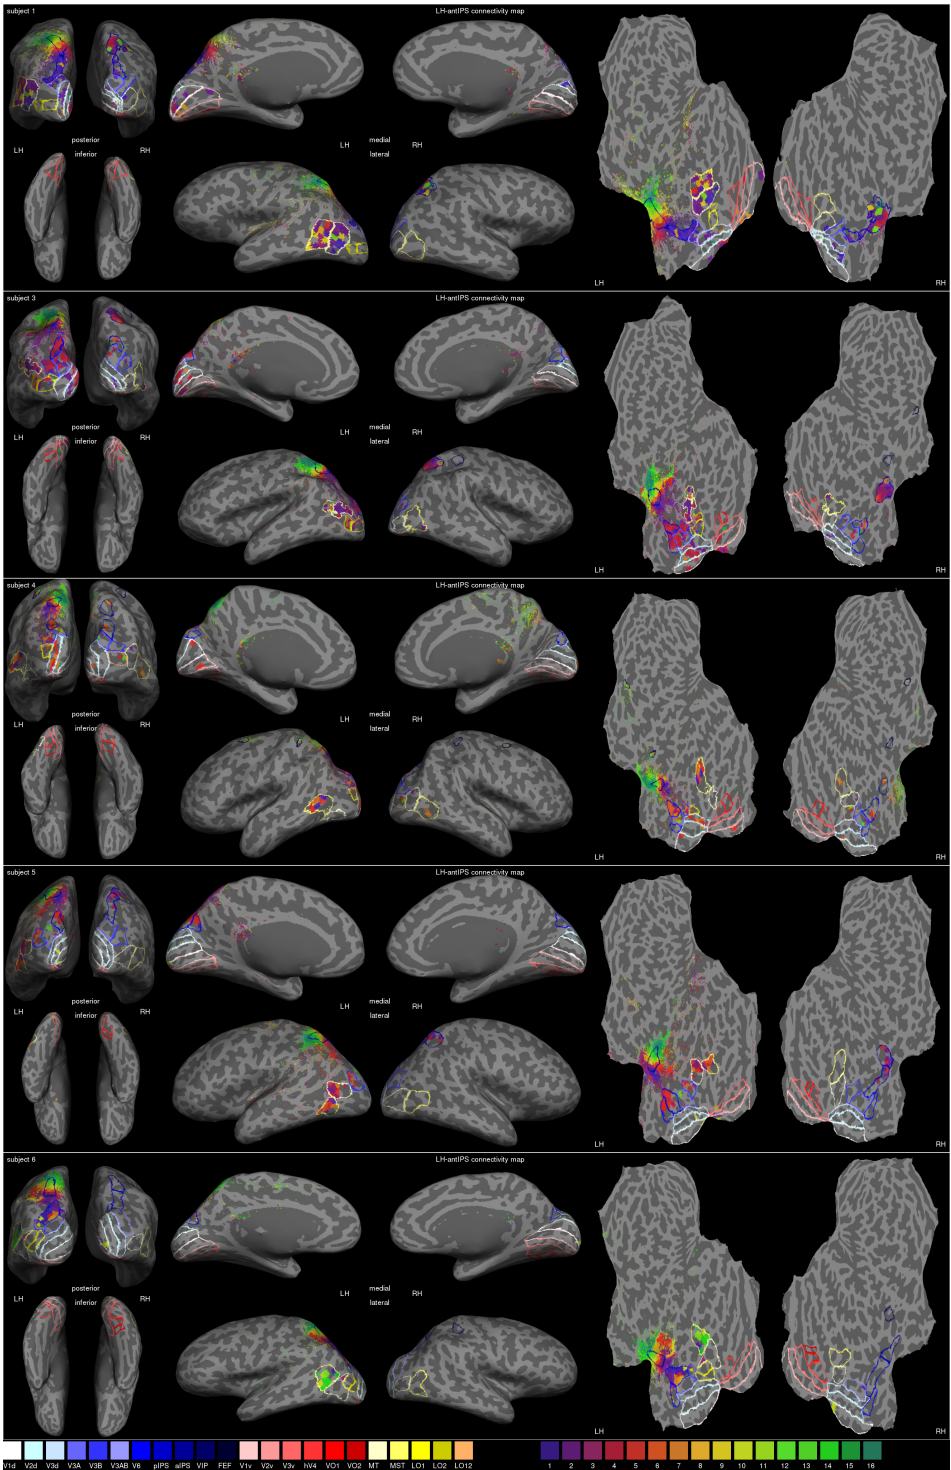 subject 1
LH-antIPS connectivity map
posterior
medial
LH
RH
LH
RH
inferior
lateral
LH
RH
subject 3
LH-antIPS connectivity map
posterior
medial
LH
RH
LH
RH
inferior
lateral
LH
RH
subject 4
LH-antIPS connectivity map
posterior
medial
LH
RH
LH
RH
inferior
lateral
LH
RH
subject 5
LH-antIPS connectivity map
posterior
medial
LH
RH
LH
RH
inferior
lateral
LH
RH
subject 6
LH-antIPS connectivity map
posterior
medial
LH
RH
LH
RH
inferior
lateral
LH
RH
V1d V2d V3d V3A V3B V3AB V6 pIPS aIPS VIP FEF V1v V2v V3v hV4 VO1 VO2 MT MST LO1 LO2 LO12 1 2 3 4 5 6 7 8 9 10 11 12 13 14 15 16